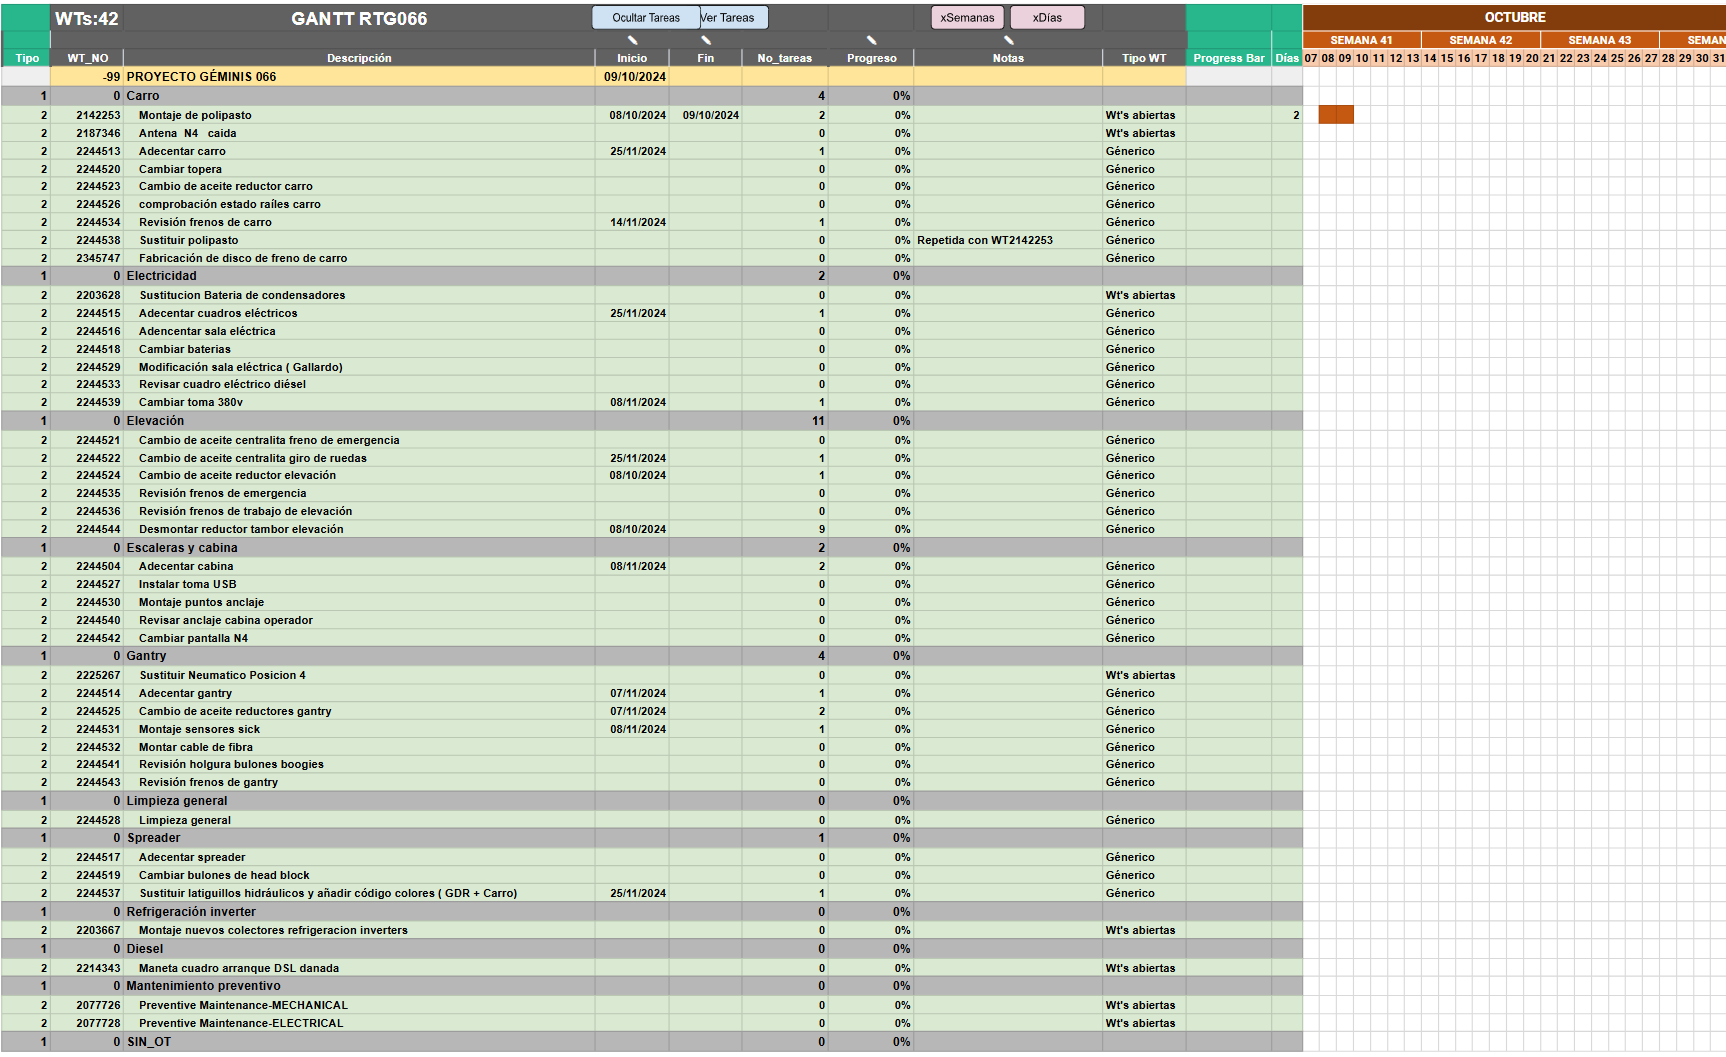 WTs:42 GANTT RTG066 Ocultar Tareas Ver Tareas xSemanas xDías OCTUBRE
SEMANA 41 SEMANA 42 SEMANA 43 SEMAN
Tipo WT_NO Descripción Inicio Fin No_tareas Progreso Notas Tipo WT Progress Bar Días 07 08 09 10 11 12 13 14 15 16 17 18 19 20 21 22 23 24 25 26 27 28 29 30 31
-99 PROYECTO GÉMINIS 066 09/10/2024
1 0 Carro 4 0%
2 2142253 Montaje de polipasto 08/10/2024 09/10/2024 2 0% Wt's abiertas 2
2 2187346 Antena N4 caida 0 0% Wt's abiertas
2 2244513 Adecentar carro 25/11/2024 1 0% Génerico
2 2244520 Cambiar topera 0 0% Génerico
2 2244523 Cambio de aceite reductor carro 0 0% Génerico
2 2244526 comprobación estado raíles carro 0 0% Génerico
2 2244534 Revisión frenos de carro 14/11/2024 1 0% Génerico
2 2244538 Sustituir polipasto 0 0% Repetida con WT2142253 Génerico
2 2345747 Fabricación de disco de freno de carro 0 0% Génerico
1 0 Electricidad 2 0%
2 2203628 Sustitucion Bateria de condensadores 0 0% Wt's abiertas
2 2244515 Adecentar cuadros eléctricos 25/11/2024 1 0% Génerico
2 2244516 Adencentar sala eléctrica 0 0% Génerico
2 2244518 Cambiar baterias 0 0% Génerico
2 2244529 Modificación sala eléctrica ( Gallardo) 0 0% Génerico
2 2244533 Revisar cuadro eléctrico diésel 0 0% Génerico
2 2244539 Cambiar toma 380v 08/11/2024 1 0% Génerico
1 0 Elevación 11 0%
2 2244521 Cambio de aceite centralita freno de emergencia 0 0% Génerico
2 2244522 Cambio de aceite centralita giro de ruedas 25/11/2024 1 0% Génerico
2 2244524 Cambio de aceite reductor elevación 08/10/2024 1 0% Génerico
2 2244535 Revisión frenos de emergencia 0 0% Génerico
2 2244536 Revisión frenos de trabajo de elevación 0 0% Génerico
2 2244544 Desmontar reductor tambor elevación 08/10/2024 9 0% Génerico
1 0 Escaleras y cabina 2 0%
2 2244504 Adecentar cabina 08/11/2024 2 0% Génerico
2 2244527 Instalar toma USB 0 0% Génerico
2 2244530 Montaje puntos anclaje 0 0% Génerico
2 2244540 Revisar anclaje cabina operador 0 0% Génerico
2 2244542 Cambiar pantalla N4 0 0% Génerico
1 0 Gantry 4 0%
2 2225267 Sustituir Neumatico Posicion 4 0 0% Wt's abiertas
2 2244514 Adecentar gantry 07/11/2024 1 0% Génerico
2 2244525 Cambio de aceite reductores gantry 07/11/2024 2 0% Génerico
2 2244531 Montaje sensores sick 08/11/2024 1 0% Génerico
2 2244532 Montar cable de fibra 0 0% Génerico
2 2244541 Revisión holgura bulones boogies 0 0% Génerico
2 2244543 Revisión frenos de gantry 0 0% Génerico
1 0 Limpieza general 0 0%
2 2244528 Limpieza general 0 0% Génerico
1 0 Spreader 1 0%
2 2244517 Adecentar spreader 0 0% Génerico
2 2244519 Cambiar bulones de head block 0 0% Génerico
2 2244537 Sustituir latiguillos hidráulicos y añadir código colores ( GDR + Carro) 25/11/2024 1 0% Génerico
1 0 Refrigeración inverter 0 0%
2 2203667 Montaje nuevos colectores refrigeracion inverters 0 0% Wt's abiertas
1 0 Diesel 0 0%
2 2214343 Maneta cuadro arranque DSL danada 0 0% Wt's abiertas
1 0 Mantenimiento preventivo 0 0%
2 2077726 Preventive Maintenance-MECHANICAL 0 0% Wt's abiertas
2 2077728 Preventive Maintenance-ELECTRICAL 0 0% Wt's abiertas
1 0 SIN_OT 0 0%